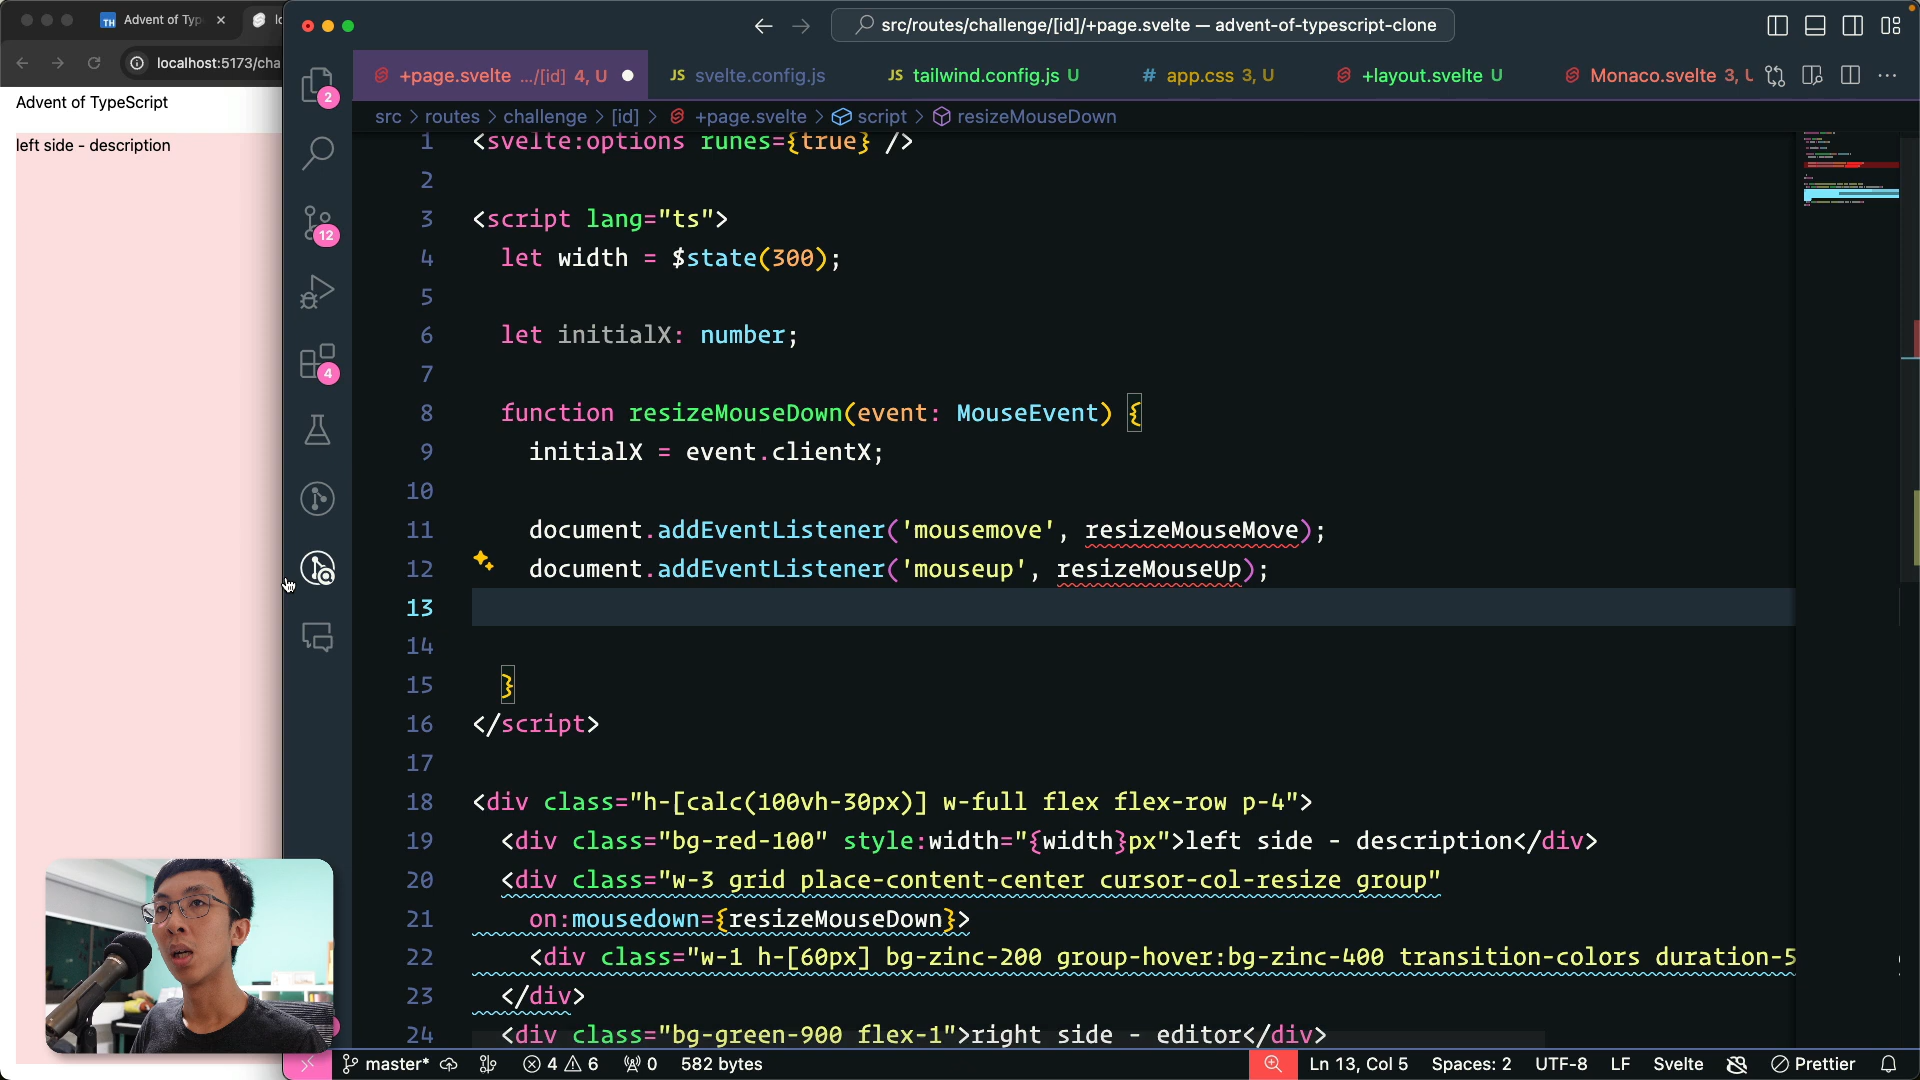 Advent of Typ
localhost:5173/cha
Advent of TypeScript
left side - description
src/routes/challenge/[id]/+page.svelte — advent-of-typescript-clone
+page.svelte .../[id] 4, U
JS svelte.config.js
JS tailwind.config.js U
# app.css 3, U
+layout.svelte U
Monaco.svelte 3, U
src > routes > challenge > [id] > +page.svelte > script > resizeMouseDown
2
12
4
1 <svelte:options runes={true} />
2
3 <script lang="ts">
4 let width = $state(300);
5
6 let initialX: number;
7
8 function resizeMouseDown(event: MouseEvent) {
9 initialX = event.clientX;
10
11 document.addEventListener('mousemove', resizeMouseMove);
12 document.addEventListener('mouseup', resizeMouseUp);
13
14
15 }
16 </script>
17
18 <div class="h-[calc(100vh-30px)] w-full flex flex-row p-4">
19 <div class="bg-red-100" style:width="{width}px">left side - description</div>
20 <div class="w-3 grid place-content-center cursor-col-resize group"
21 on:mousedown={resizeMouseDown}>
22 <div class="w-1 h-[60px] bg-zinc-200 group-hover:bg-zinc-400 transition-colors duration-5
23 </div>
24 <div class="bg-green-900 flex-1">right side - editor</div>
master* 4 6 0 582 bytes Ln 13, Col 5 Spaces: 2 UTF-8 LF Svelte Prettier